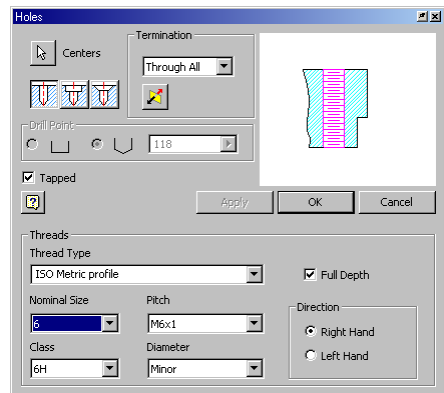 Holes
Centers
Termination
Through All
Drill Point
118
Tapped
Apply
OK
Cancel
Threads
Thread Type
ISO Metric profile
Full Depth
Nominal Size
Pitch
6
M6x1
Direction
Right Hand
Left Hand
Class
Diameter
6H
Minor